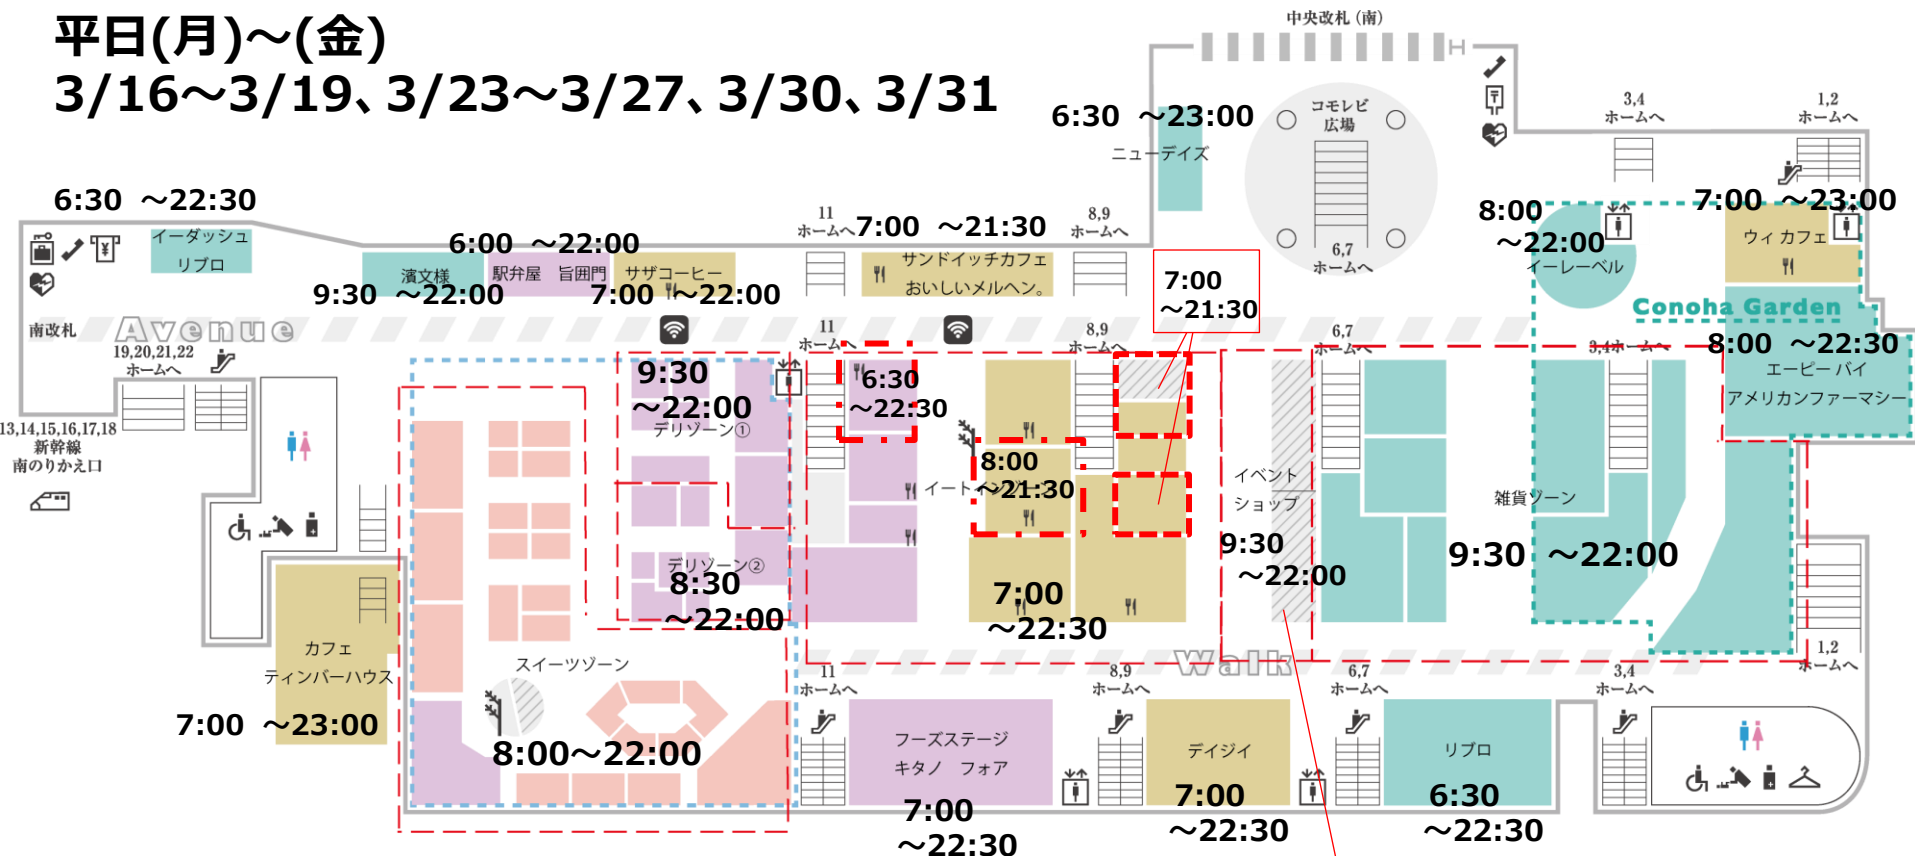 平日(月)～(金)
3/16～3/19、3/23～3/27、3/30、3/31
中央改札 (南)
コモレビ
広場
6:30 ～23:00
ニューデイズ
3,4
ホームへ
1,2
ホームへ
6:30 ～22:30
イーダッシュ
リブロ
6:00 ～22:00
濱文様
駅弁屋 旨囲門
サザコーヒー
9:30 ～22:00
7:00 ～22:00
11
ホームへ
7:00 ～21:30
サンドイッチカフェ
おいしいメルヘン。
8,9
ホームへ
7:00
～21:30
6,7
ホームへ
8:00
～22:00
イーレーベル
7:00 ～23:00
ウィ カフェ
Conoha Garden
南改札
Avenue
19,20,21,22
ホームへ
11
ホームへ
8,9
ホームへ
6,7
ホームへ
3,4ホームへ
8:00 ～22:30
エーピー バイ
アメリカンファーマシー
13,14,15,16,17,18
新幹線
南のりかえ口
9:30
～22:00
デリゾーン①
6:30
～22:30
8:00
～21:30
イートインゾーン
イベント
ショップ
9:30
～22:00
雑貨ゾーン
9:30 ～22:00
デリゾーン②
8:30
～22:00
7:00
～22:30
カフェ
ティンバーハウス
7:00 ～23:00
スイーツゾーン
8:00～22:00
Walk
11
ホームへ
8,9
ホームへ
6,7
ホームへ
3,4
ホームへ
1,2
ホームへ
フーズステージ
キタノ フォア
7:00
～22:30
デイジイ
7:00
～22:30
リブロ
6:30
～22:30